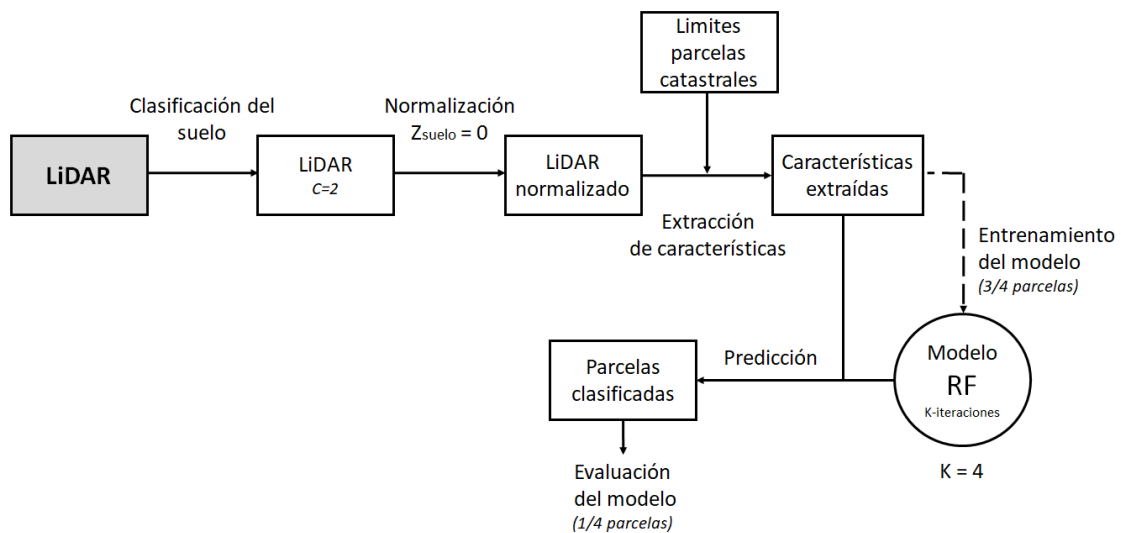 Limites
parcelas
catastrales
Clasificación del
suelo
Normalización
Zsuelo = 0
LiDAR
LiDAR
C=2
LiDAR
normalizado
Características
extraídas
Extracción
de características
Entrenamiento
del modelo
(3/4 parcelas)
Modelo
RF
K-iteraciones
K = 4
Predicción
Parcelas
clasificadas
Evaluación
del modelo
(1/4 parcelas)